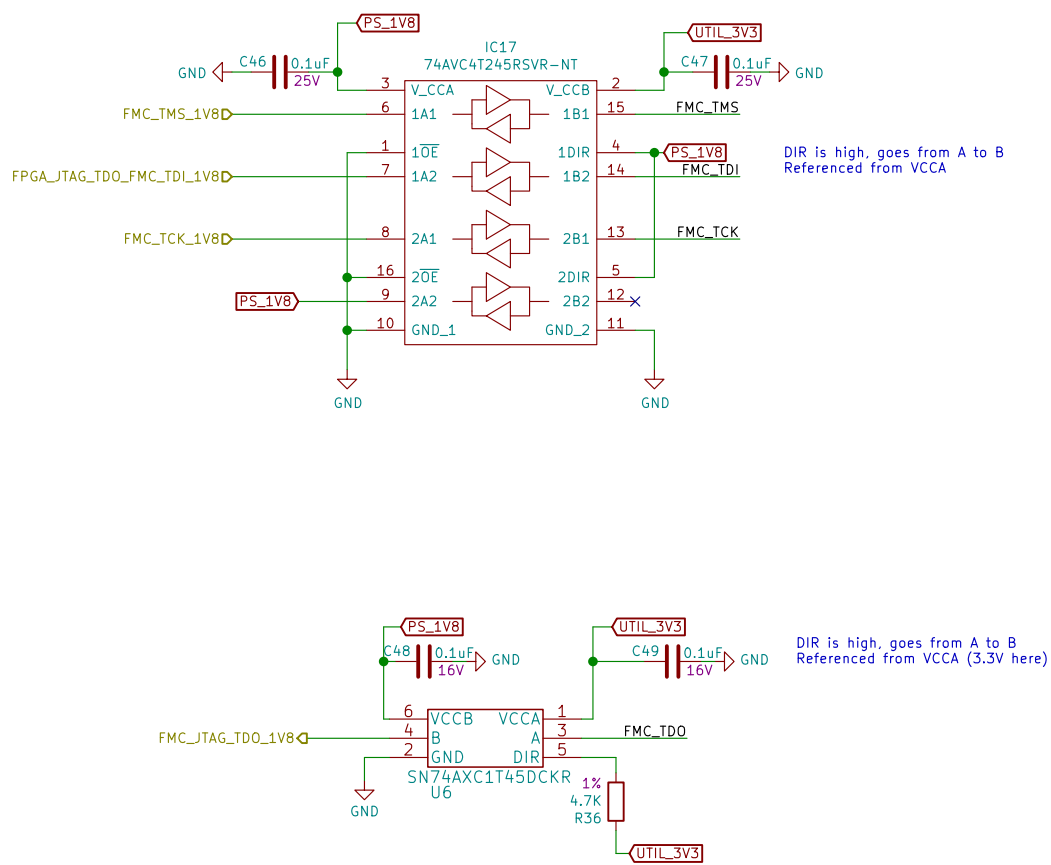 PS_1V8
UTIL_3V3
IC17
74AVC4T245RSVR-NT
C46
0.1uF
25V
GND
C47
0.1uF
25V
GND
3
V_CCA
V_CCB
2
FMC_TMS_1V8
6
1A1
1B1
15
FMC_TMS
1
1OE
1DIR
4
PS_1V8
DIR is high, goes from A to B
Referenced from VCCA
FPGA_JTAG_TDO_FMC_TDI_1V8
7
1A2
1B2
14
FMC_TDI
FMC_TCK_1V8
8
2A1
2B1
13
FMC_TCK
16
2OE
2DIR
5
PS_1V8
9
2A2
2B2
12
10
GND_1
GND_2
11
GND
GND
PS_1V8
UTIL_3V3
C48
0.1uF
16V
GND
C49
0.1uF
16V
GND
DIR is high, goes from A to B
Referenced from VCCA (3.3V here)
6
VCCB
VCCA
1
FMC_JTAG_TDO_1V8
4
B
A
3
FMC_TDO
2
GND
DIR
5
SN74AXC1T45DCKR
U6
GND
1%
4.7K
R36
UTIL_3V3